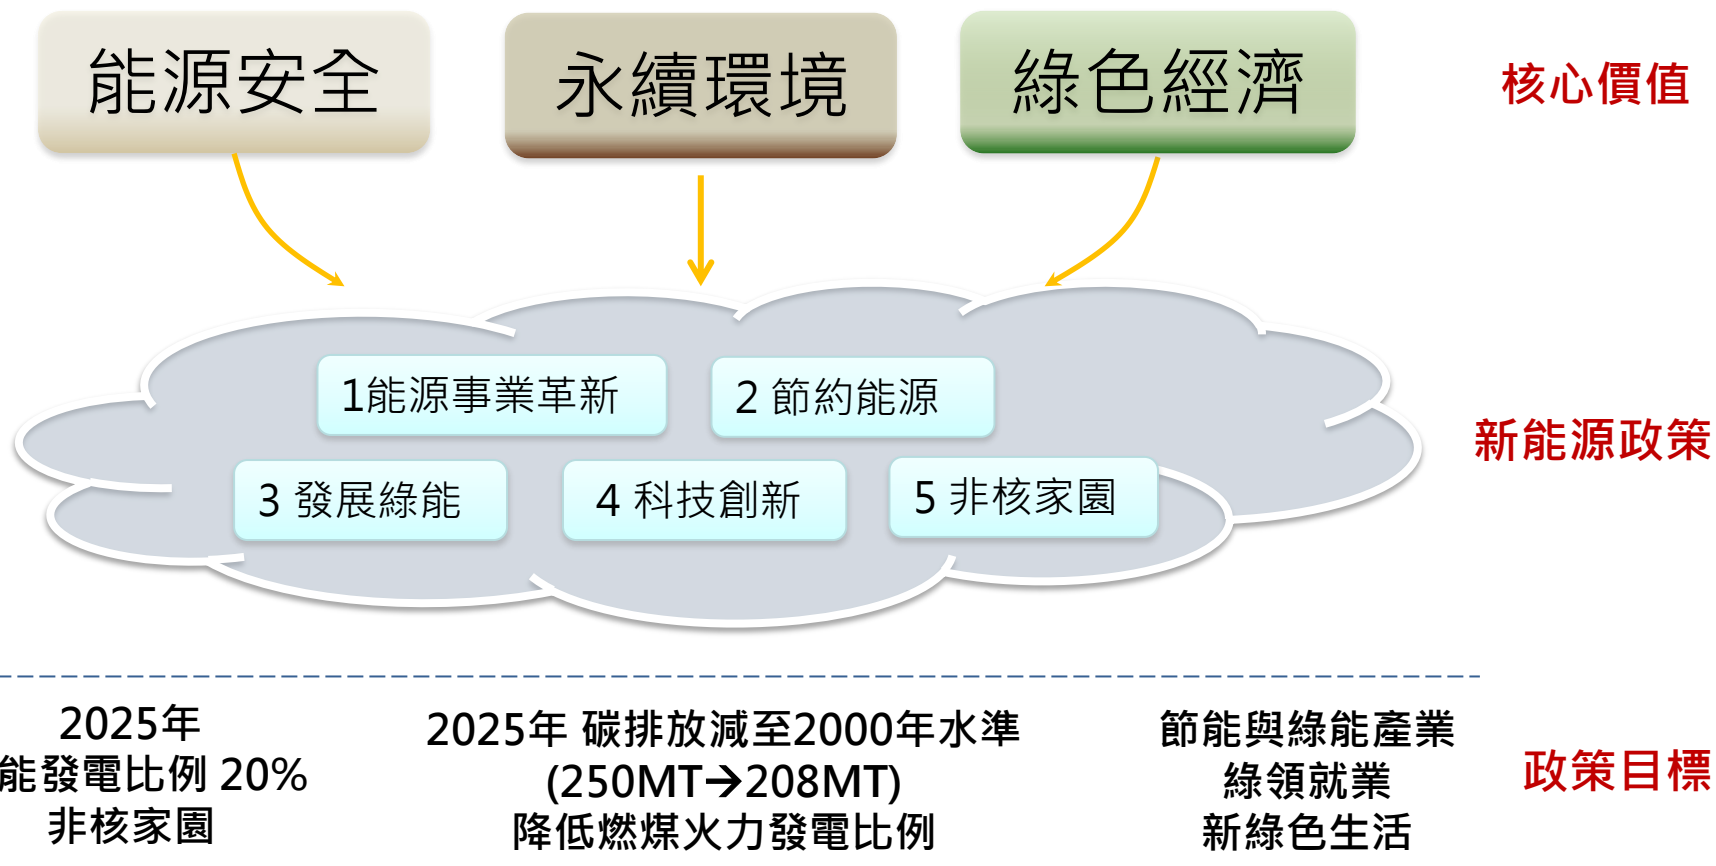 能源安全
永續環境
綠色經濟
核心價值
1能源事業革新
2 節約能源
新能源政策
3 發展綠能
4 科技創新
5 非核家園
2025年
能發電比例 20%
非核家園
2025年 碳排放減至2000年水準
(250MT→208MT)
降低燃煤火力發電比例
節能與綠能產業
綠領就業
新綠色生活
政策目標